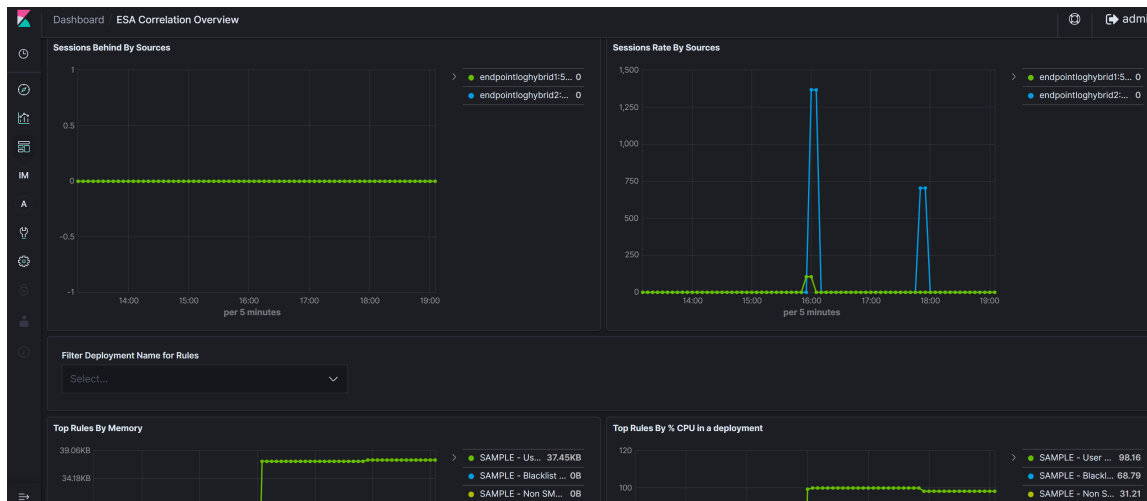 Dashboard / ESA Correlation Overview
admi
Sessions Behind By Sources
1
0.5
0
-0.5
-1
14:00 15:00 16:00 17:00 18:00 19:00
per 5 minutes
endpointloghybrid1:5... 0
endpointloghybrid2:... 0
Sessions Rate By Sources
1,500
1,250
1,000
750
500
250
0
14:00 15:00 16:00 17:00 18:00 19:00
per 5 minutes
endpointloghybrid1:5... 0
endpointloghybrid2:... 0
IM
A
Filter Deployment Name for Rules
Select...
Top Rules By Memory
39.06KB
34.18KB
SAMPLE - Us... 37.45KB
SAMPLE - Blacklist ... 0B
SAMPLE - Non SM... 0B
Top Rules By % CPU in a deployment
120
100
SAMPLE - User ... 98.16
SAMPLE - Blackl... 68.79
SAMPLE - Non S... 31.21